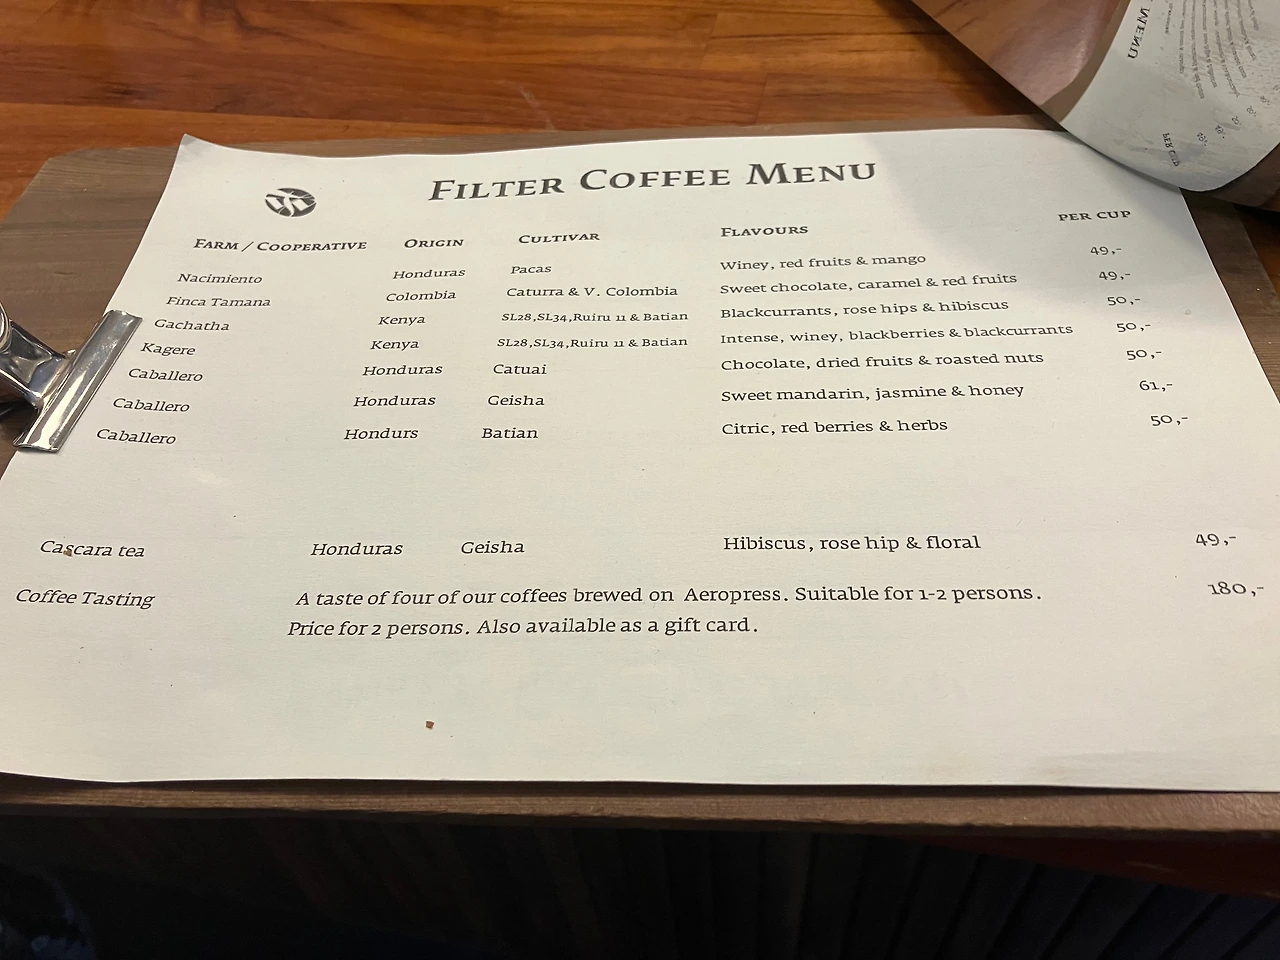 MENU
PER CUP
FILTER COFFEE MENU
FARM / COOPERATIVE ORIGIN CULTIVAR FLAVOURS PER CUP
Nacimiento Honduras Pacas Winey, red fruits & mango 49,-
Finca Tamana Colombia Caturra & V. Colombia Sweet chocolate, caramel & red fruits 49,-
Gachatha Kenya SL28,SL34,Ruiru 11 & Batian Blackcurrants, rose hips & hibiscus 50,-
Kagere Kenya SL28,SL34,Ruiru 11 & Batian Intense, winey, blackberries & blackcurrants 50,-
Caballero Honduras Catuai Chocolate, dried fruits & roasted nuts 50,-
Caballero Honduras Geisha Sweet mandarin, jasmine & honey 61,-
Caballero Hondurs Batian Citric, red berries & herbs 50,-
Cascara tea Honduras Geisha Hibiscus, rose hip & floral 49,-
Coffee Tasting A taste of four of our coffees brewed on Aeropress. Suitable for 1-2 persons. 180,-
Price for 2 persons. Also available as a gift card.